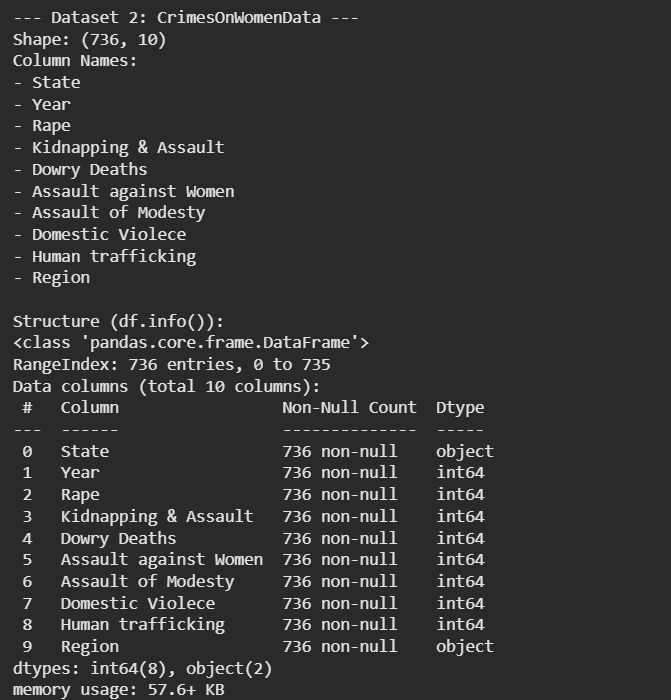 --- Dataset 2: CrimesOnWomenData ---
Shape: (736, 10)
Column Names:
- State
- Year
- Rape
- Kidnapping & Assault
- Dowry Deaths
- Assault against Women
- Assault of Modesty
- Domestic Violece
- Human trafficking
- Region

Structure (df.info()):
<class 'pandas.core.frame.DataFrame'>
RangeIndex: 736 entries, 0 to 735
Data columns (total 10 columns):
 #   Column                 Non-Null Count  Dtype
---  ------                 --------------  -----
 0   State                  736 non-null    object
 1   Year                   736 non-null    int64
 2   Rape                   736 non-null    int64
 3   Kidnapping & Assault   736 non-null    int64
 4   Dowry Deaths           736 non-null    int64
 5   Assault against Women  736 non-null    int64
 6   Assault of Modesty     736 non-null    int64
 7   Domestic Violece       736 non-null    int64
 8   Human trafficking      736 non-null    int64
 9   Region                 736 non-null    object
dtypes: int64(8), object(2)
memory usage: 57.6+ KB